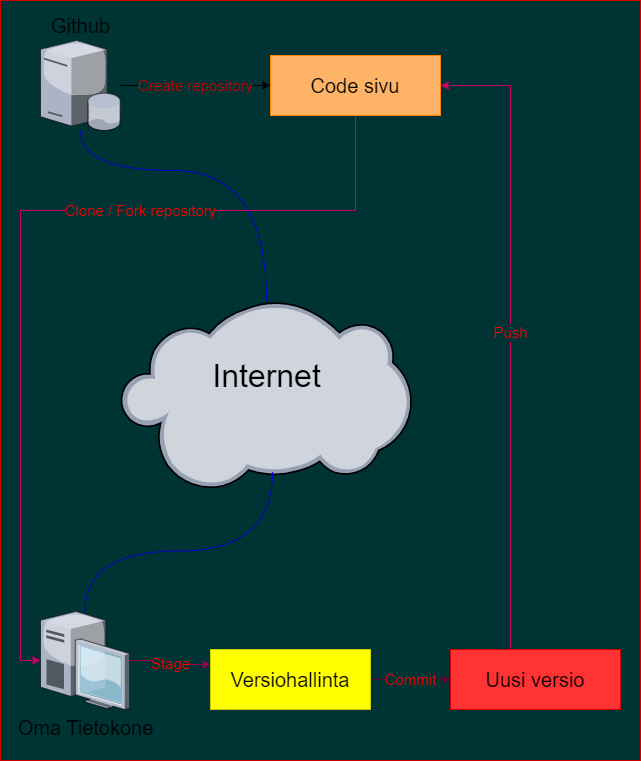 Github
Create repository
Code sivu
Clone / Fork repository
Push
Internet
Stage
Versiohallinta
Commit
Uusi versio
Oma Tietokone